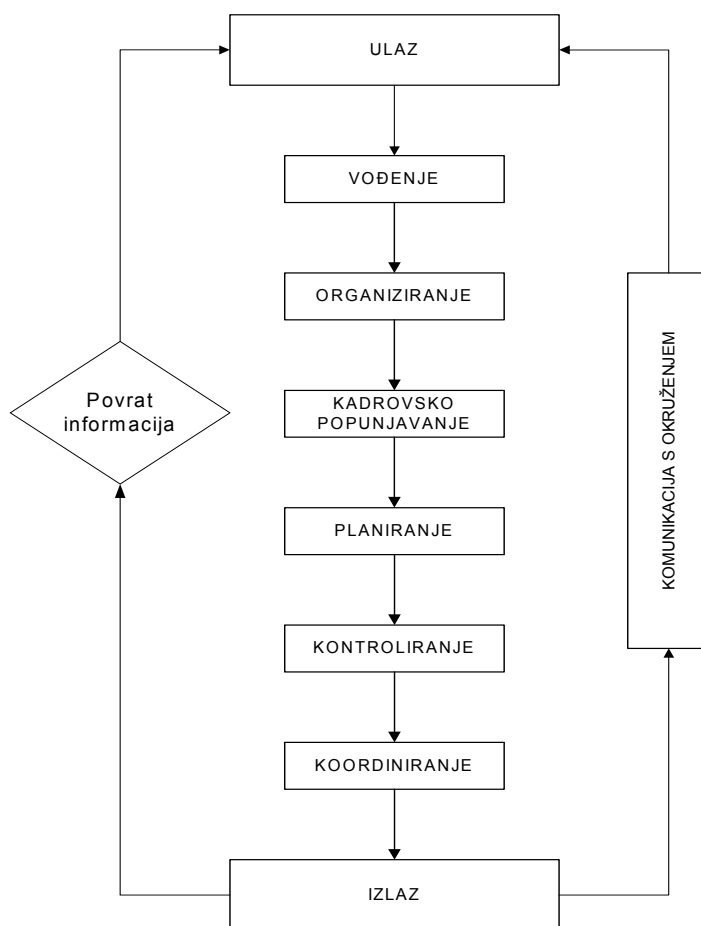 ULAZ
VOĐENJE
ORGANIZIRANJE
KADROVSKO
POPUNJAVANJE
Povrat
informacija
PLANIRANJE
KONTROLIRANJE
KOORDINIRANJE
IZLAZ
KOMUNIKACIJA S OKRUŽENJEM